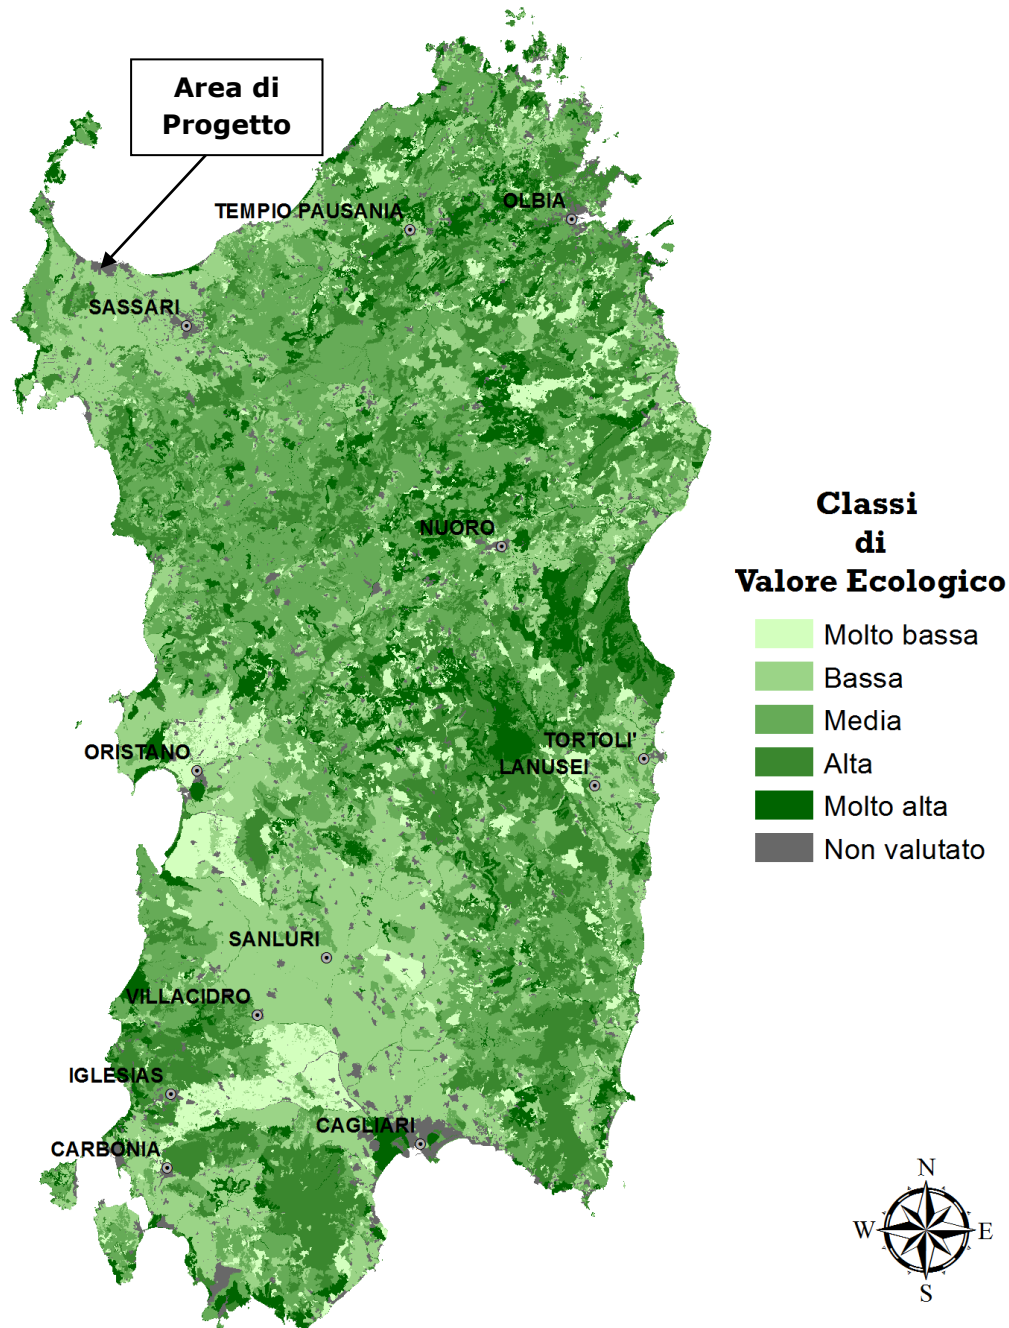 Area di
Progetto
TEMPIO PAUSANIA
OLBIA
SASSARI
NUORO
ORISTANO
TORTOLI'
LANUSEI
SANLURI
VILLACIDRO
IGLESIAS
CAGLIARI
CARBONIA
Classi
di
Valore Ecologico
Molto bassa
Bassa
Media
Alta
Molto alta
Non valutato
N
W E
S